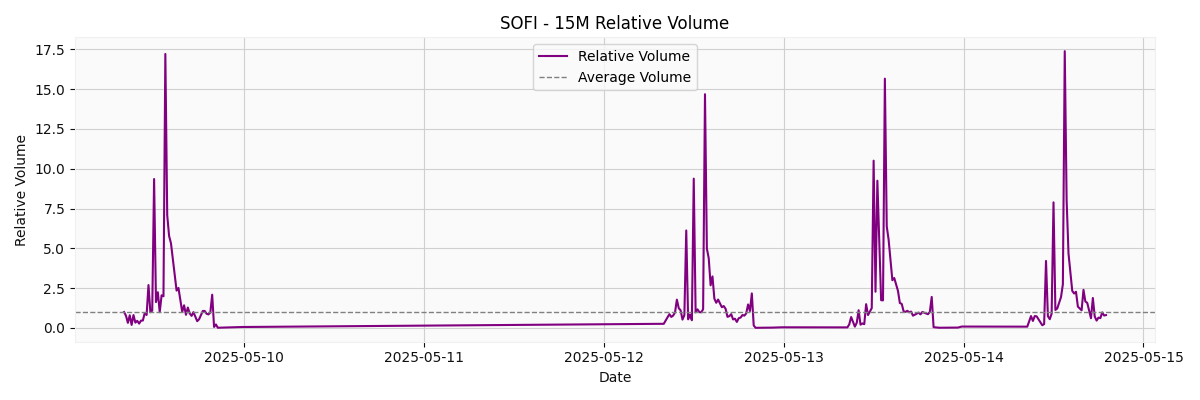 SOFI - 15M Relative Volume
Relative Volume
Average Volume
17.5
15.0
12.5
10.0
7.5
5.0
2.5
0.0
Relative Volume
2025-05-10
2025-05-11
2025-05-12
2025-05-13
2025-05-14
2025-05-15
Date